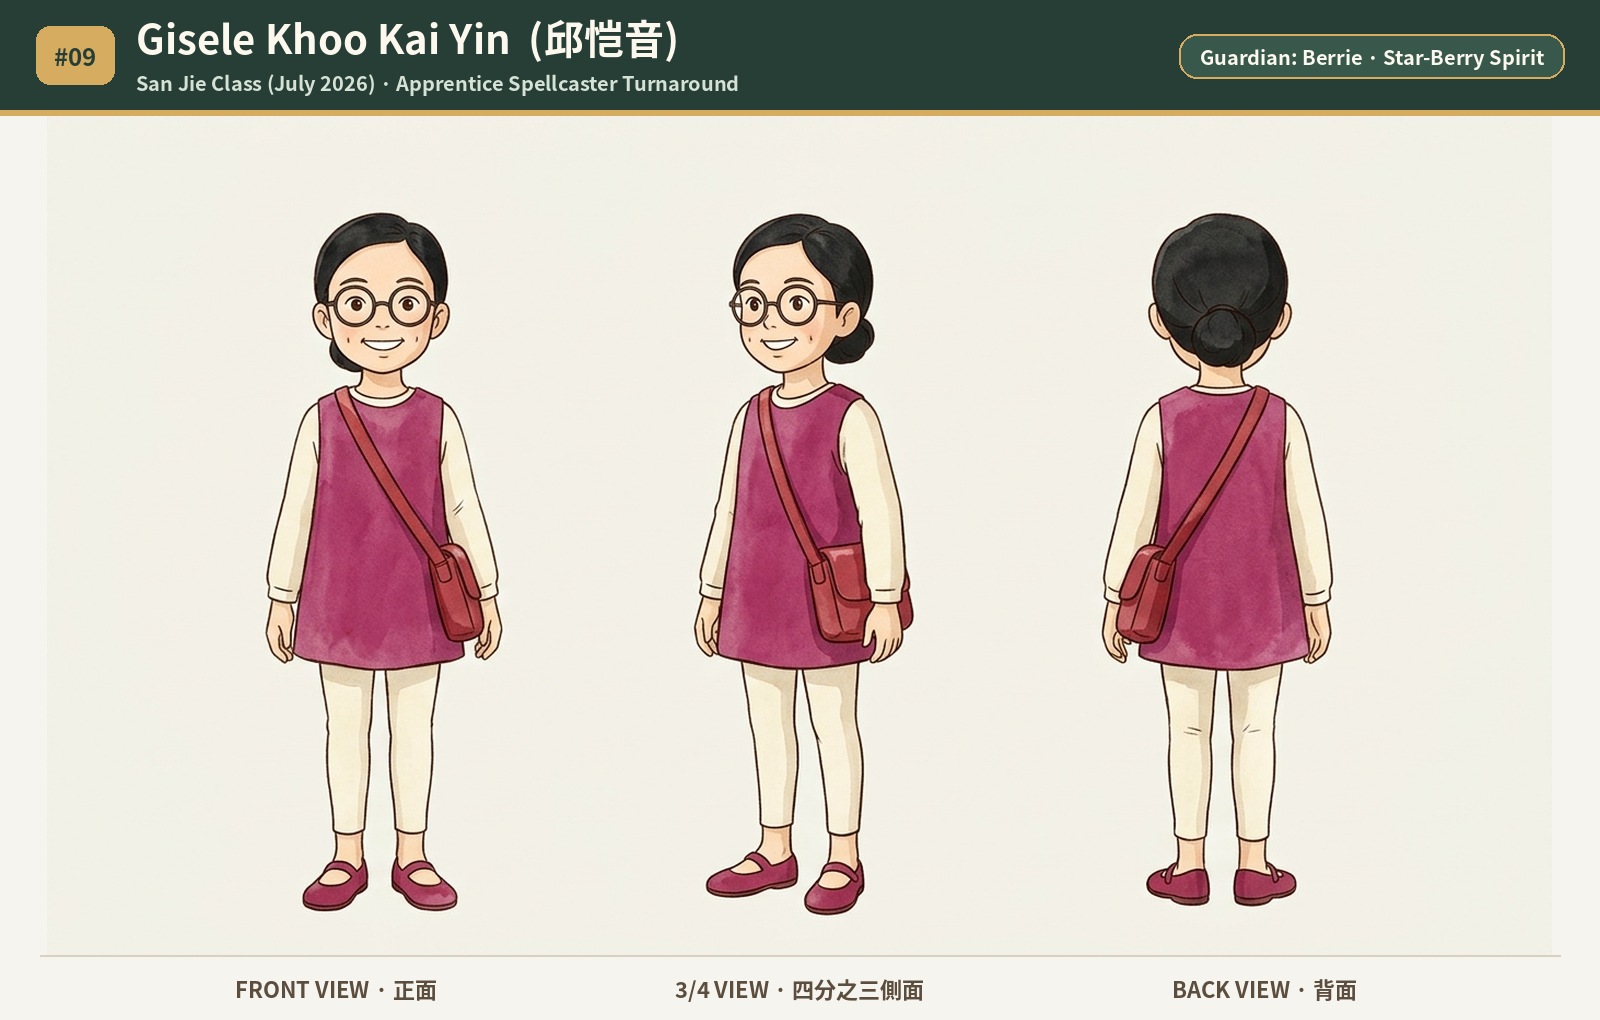 #09
Gisele Khoo Kai Yin (邱恺音)
San Jie Class (July 2026) · Apprentice Spellcaster Turnaround
Guardian: Berrie · Star-Berry Spirit
FRONT VIEW · 正面
3/4 VIEW · 四分之三側面
BACK VIEW · 背面